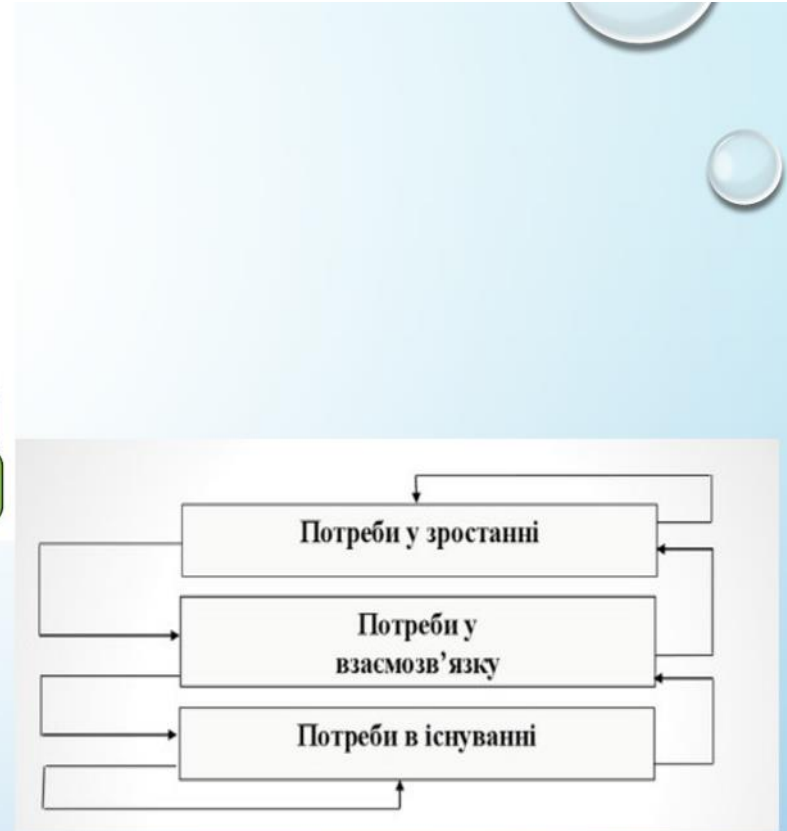 Потреби у зростанні
Потреби у
взаємозв’язку
Потреби в існуванні